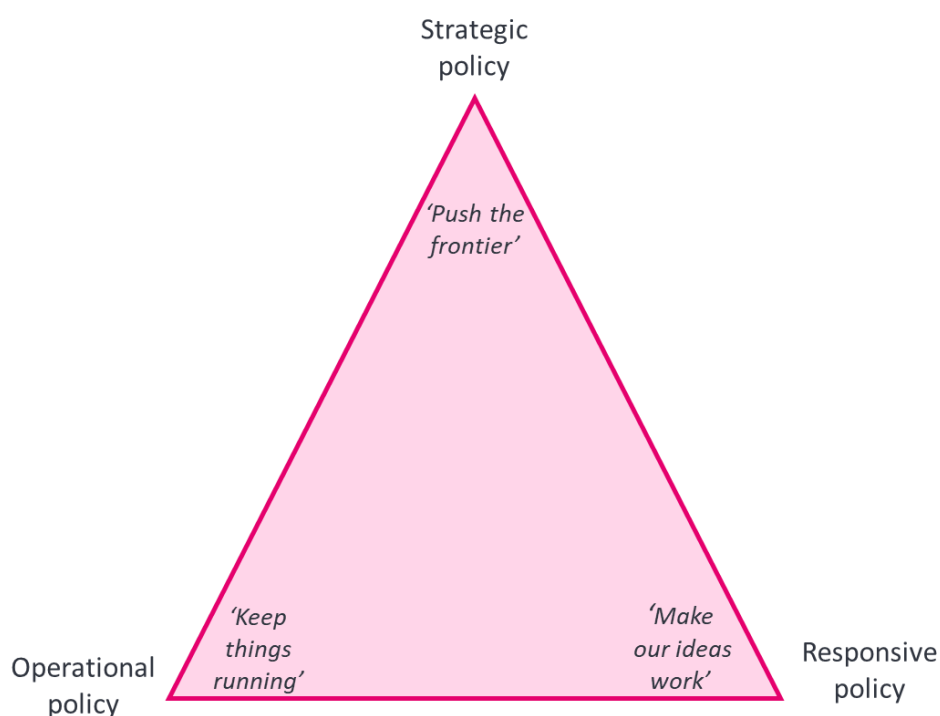 Strategic
policy
‘Push the
frontier’
‘Keep
things
running’
‘Make
our ideas
work’
Operational
policy
Responsive
policy